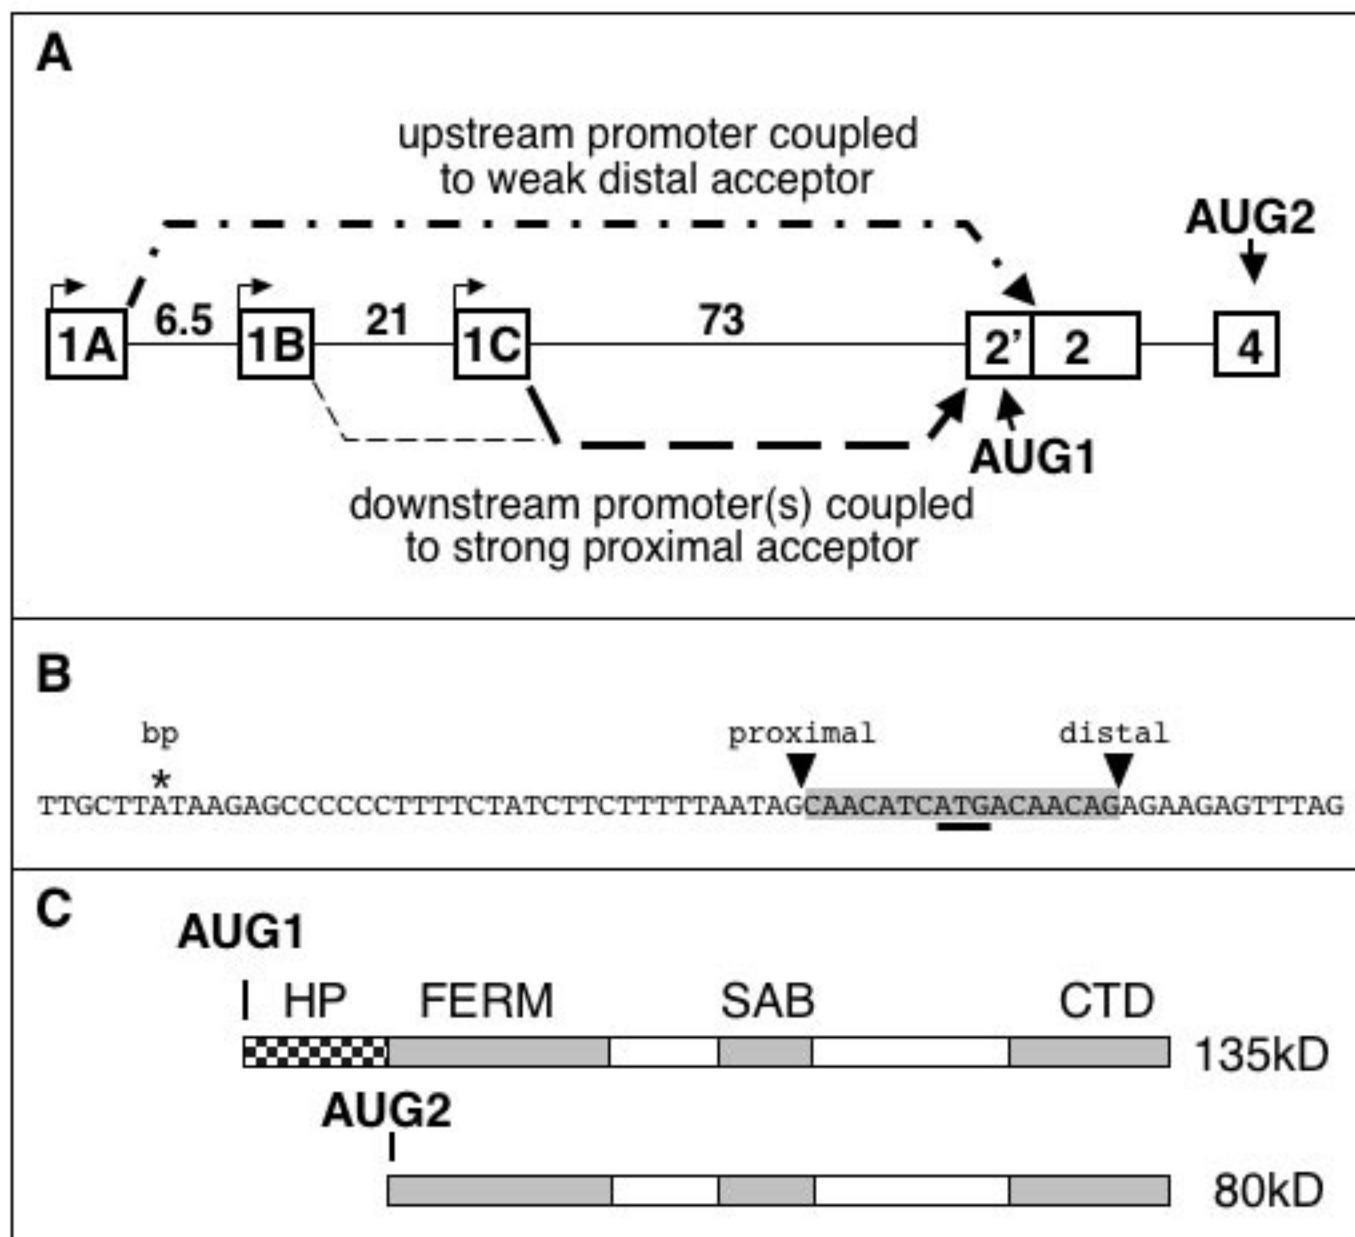 A
upstream promoter coupled
to weak distal acceptor
AUG2
1A 6.5 1B 21 1C 73 2' 2 4
AUG1
downstream promoter(s) coupled
to strong proximal acceptor
B
bp proximal distal
*
TTGCTTATAAGAGCCCCCCTTTTCTATCTTCTTTTTAATAGCAACATCATGACAACAGAGAAGAGTTTAG
C
AUG1
HP FERM SAB CTD
135kD
AUG2
80kD